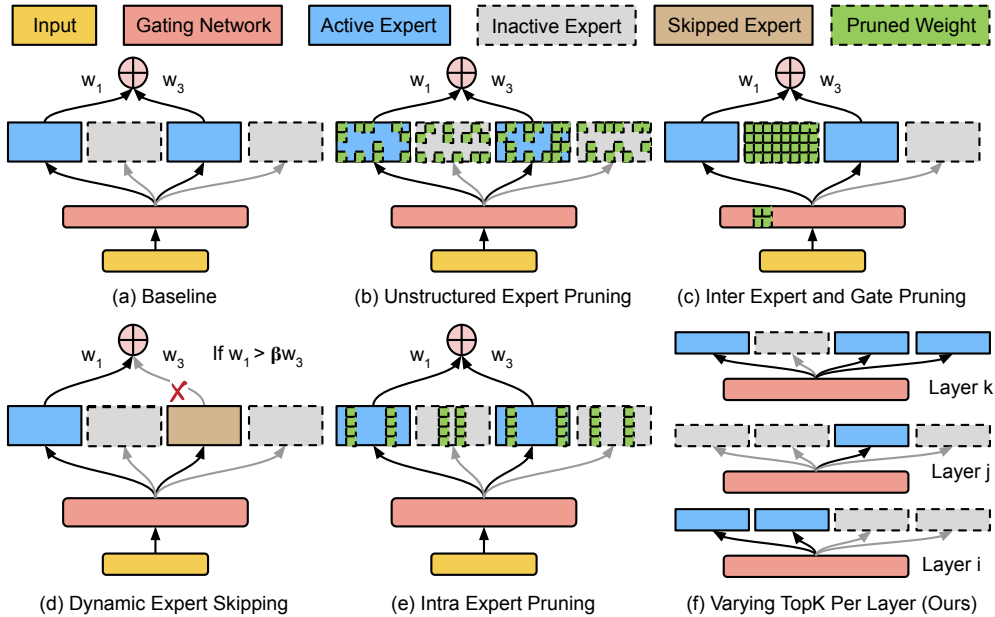 Input
Gating Network
Active Expert
Inactive Expert
Skipped Expert
Pruned Weight
w1 w3
w1 w3
w1 w3
(a) Baseline
(b) Unstructured Expert Pruning
(c) Inter Expert and Gate Pruning
w1 w3 If w1 > βw3
w1 w3
Layer k
Layer j
Layer i
(d) Dynamic Expert Skipping
(e) Intra Expert Pruning
(f) Varying TopK Per Layer (Ours)